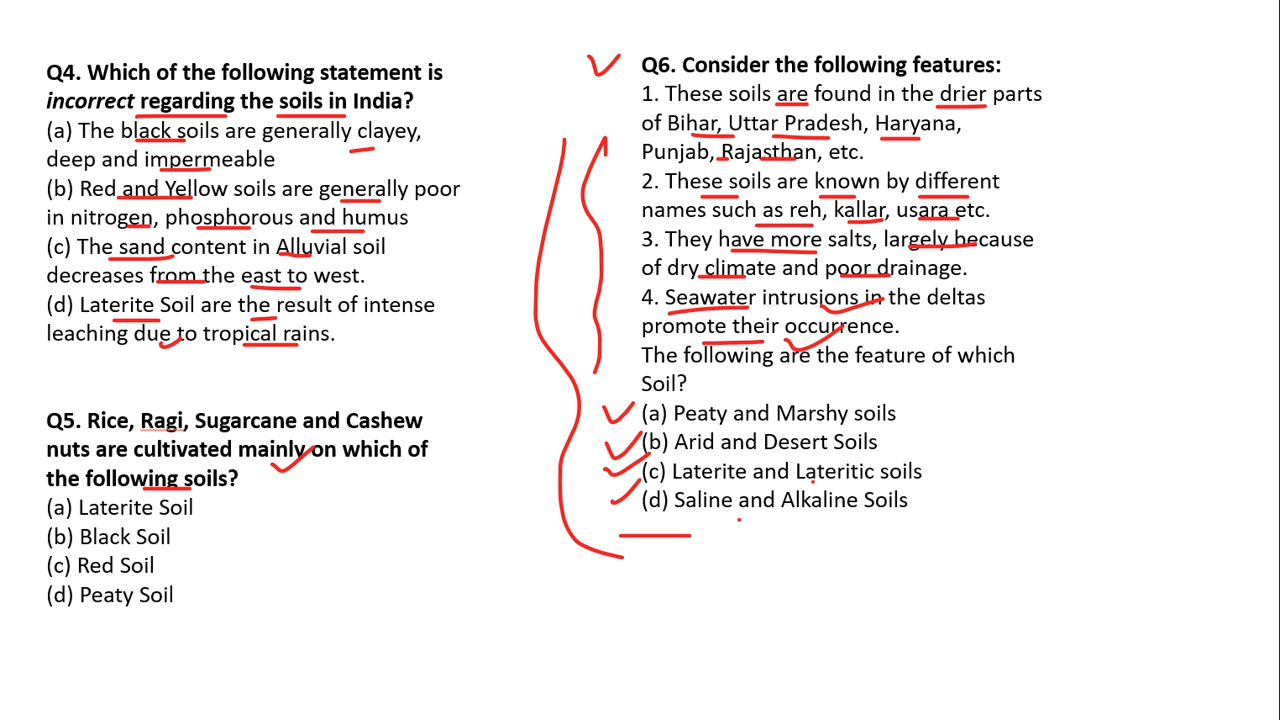 Q4. Which of the following statement is
incorrect regarding the soils in India?
(a) The black soils are generally clayey,
deep and impermeable
(b) Red and Yellow soils are generally poor
in nitrogen, phosphorous and humus
(c) The sand content in Alluvial soil
decreases from the east to west.
(d) Laterite Soil are the result of intense
leaching due to tropical rains.
Q5. Rice, Ragi, Sugarcane and Cashew
nuts are cultivated mainly on which of
the following soils?
(a) Laterite Soil
(b) Black Soil
(c) Red Soil
(d) Peaty Soil
Q6. Consider the following features:
1. These soils are found in the drier parts
of Bihar, Uttar Pradesh, Haryana,
Punjab, Rajasthan, etc.
2. These soils are known by different
names such as reh, kallar, usara etc.
3. They have more salts, largely because
of dry climate and poor drainage.
4. Seawater intrusions in the deltas
promote their occurrence.
The following are the feature of which
Soil?
(a) Peaty and Marshy soils
(b) Arid and Desert Soils
(c) Laterite and Lateritic soils
(d) Saline and Alkaline Soils